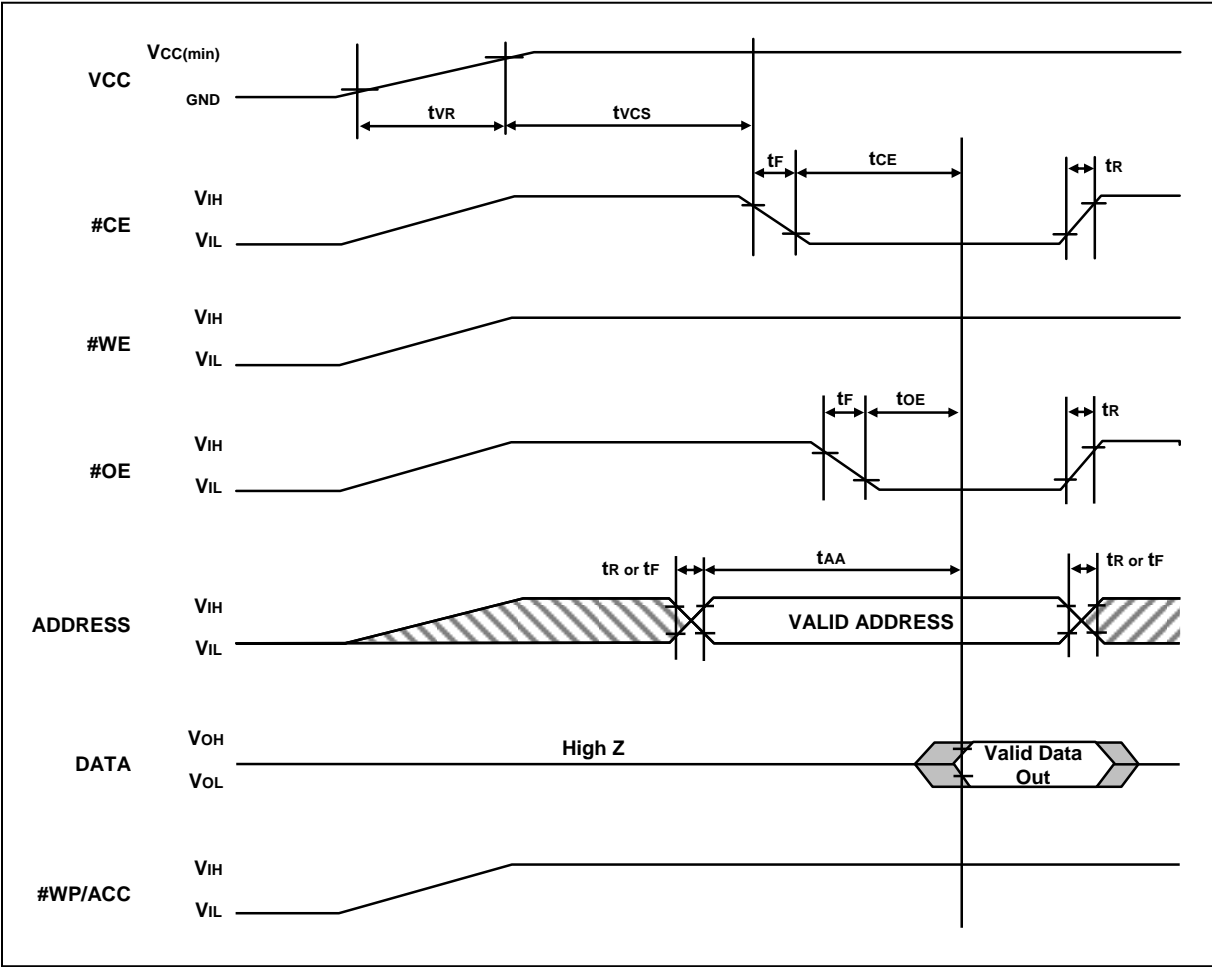 VCC(min)
VCC
GND
tVR
tVCS
tF
tCE
tR
VIH
#CE
VIL
VIH
#WE
VIL
tF
tOE
tR
VIH
#OE
VIL
tR or tF
tAA
tR or tF
VIH
ADDRESS
VALID ADDRESS
VIL
VOH
High Z
DATA
Valid Data
Out
VOL
VIH
#WP/ACC
VIL